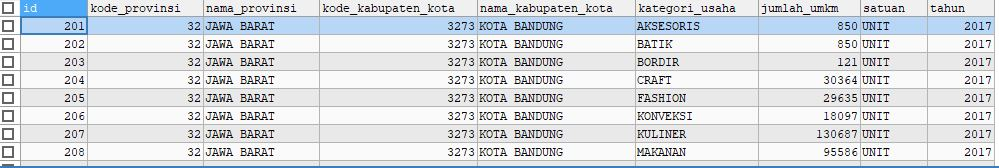 id kode_provinsi nama_provinsi kode_kabupaten_kota nama_kabupaten_kota kategori_usaha jumlah_umkm satuan tahun
201 32 JAWA BARAT 3273 KOTA BANDUNG AKSESORIS 850 UNIT 2017
202 32 JAWA BARAT 3273 KOTA BANDUNG BATIK 850 UNIT 2017
203 32 JAWA BARAT 3273 KOTA BANDUNG BORDIR 121 UNIT 2017
204 32 JAWA BARAT 3273 KOTA BANDUNG CRAFT 30364 UNIT 2017
205 32 JAWA BARAT 3273 KOTA BANDUNG FASHION 29635 UNIT 2017
206 32 JAWA BARAT 3273 KOTA BANDUNG KONVEKSI 18097 UNIT 2017
207 32 JAWA BARAT 3273 KOTA BANDUNG KULINER 130687 UNIT 2017
208 32 JAWA BARAT 3273 KOTA BANDUNG MAKANAN 95586 UNIT 2017